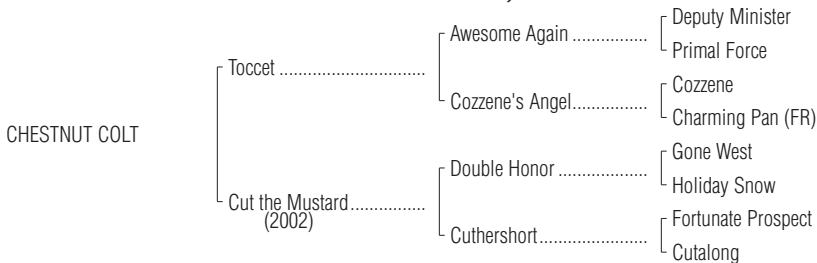 Deputy Minister
Awesome Again ................
Primal Force
Toccet ...............................
Cozzene
Cozzene's Angel................
Charming Pan (FR)
CHESTNUT COLT
Gone West
Double Honor ...................
Holiday Snow
Cut the Mustard................
(2002)
Fortunate Prospect
Cuthershort.......................
Cutalong